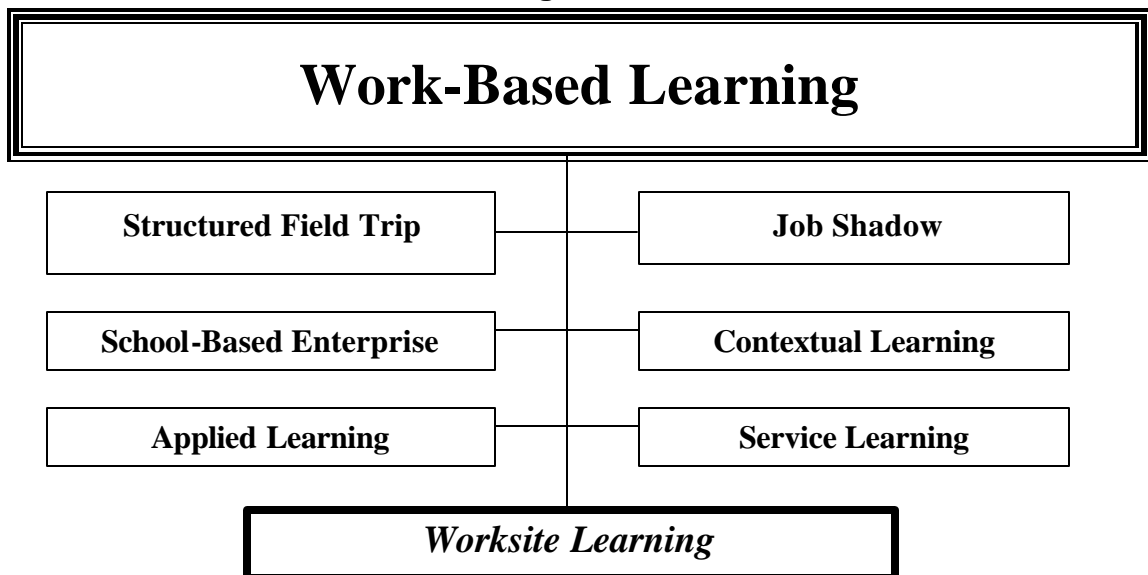 Work-Based Learning
Structured Field Trip
Job Shadow
School-Based Enterprise
Contextual Learning
Applied Learning
Service Learning
Worksite Learning